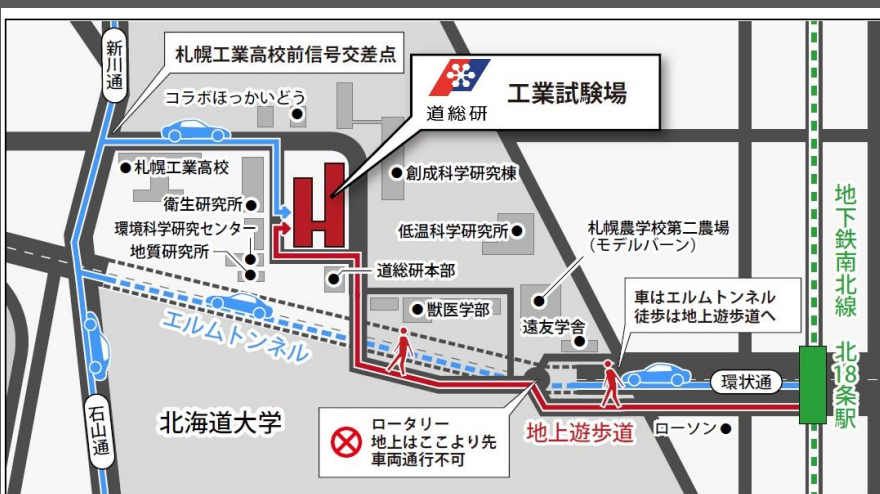 新川通
札幌工業高校前信号交差点
道総研
工業試験場
コラボほっかいどう
札幌工業高校
創成科学研究棟
衛生研究所
環境科学研究センター
地質研究所
低温科学研究所
札幌農学校第二農場
(モデルバーン)
地下鉄南北線 北18条駅
道総研本部
獣医学部
遠友学舎
車はエルムトンネル
徒歩は地上遊歩道へ
エルムトンネル
環状通
石山通
北海道大学
ロータリー
地上はここより先
車両通行不可
地上遊歩道
ローソン